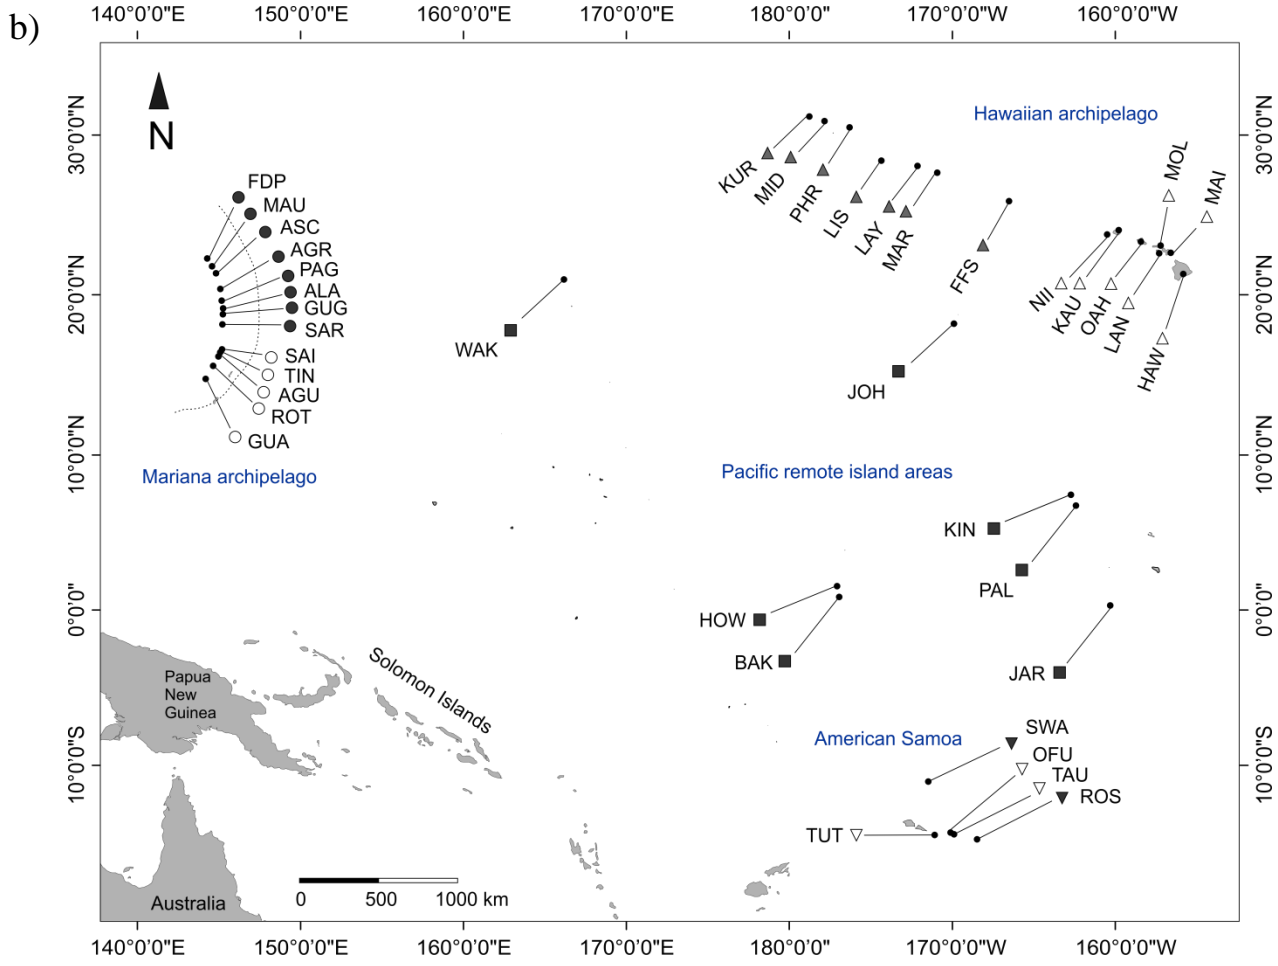 b)
140°0'0"E 150°0'0"E 160°0'0"E 170°0'0"E 180°0'0" 170°0'0"W 160°0'0"W
30°0'0"N
20°0'0"N
10°0'0"N
0°0'0"
10°0'0"S
N
Hawaiian archipelago
KUR
MID
PHR
LIS
LAY
MAR
FFS
NII
KAU
OAH
LAN
HAW
MOL
MAI
FDP
MAU
ASC
AGR
PAG
ALA
GUG
SAR
SAI
TIN
AGU
ROT
GUA
Mariana archipelago
WAK
JOH
Pacific remote island areas
KIN
PAL
HOW
BAK
JAR
American Samoa
SWA
OFU
TAU
ROS
TUT
Papua
New
Guinea
Solomon Islands
Australia
0 500 1000 km
30°0'0"N
20°0'0"N
10°0'0"N
0°0'0"
10°0'0"S
140°0'0"E 150°0'0"E 160°0'0"E 170°0'0"E 180°0'0" 170°0'0"W 160°0'0"W